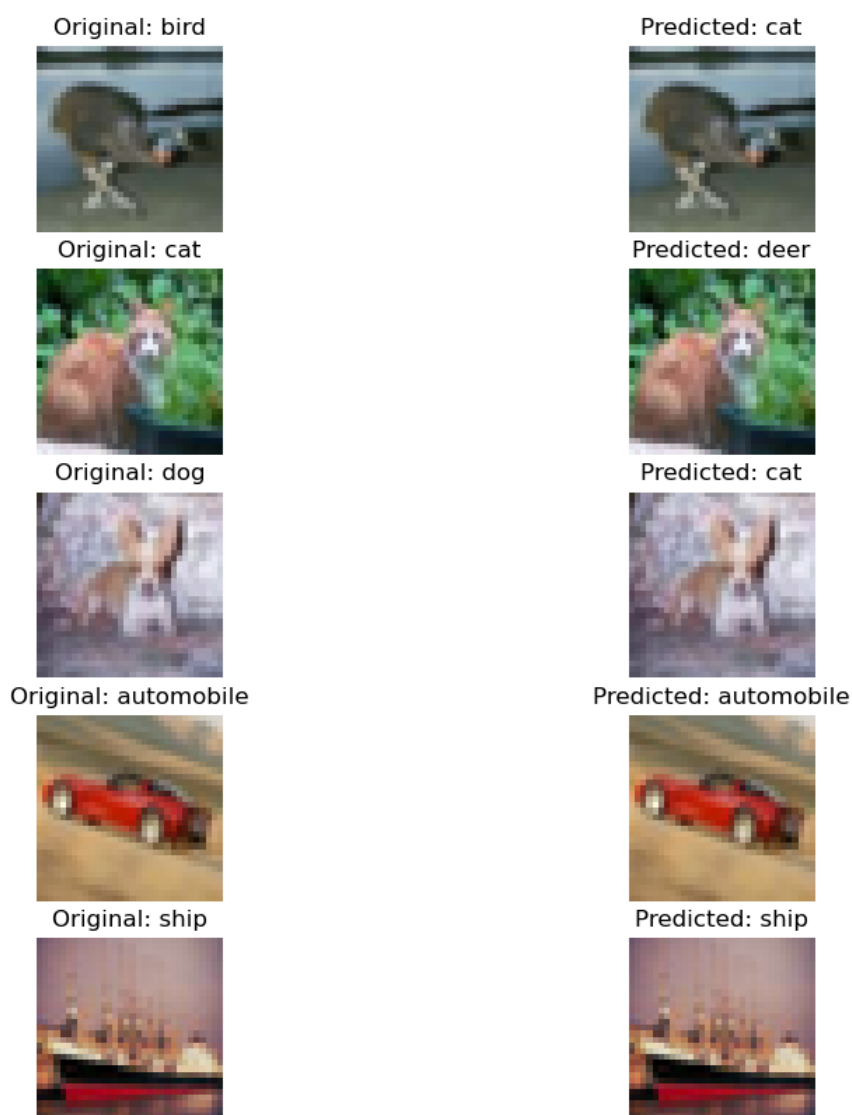 Original: bird
Predicted: cat
Original: cat
Predicted: deer
Original: dog
Predicted: cat
Original: automobile
Predicted: automobile
Original: ship
Predicted: ship